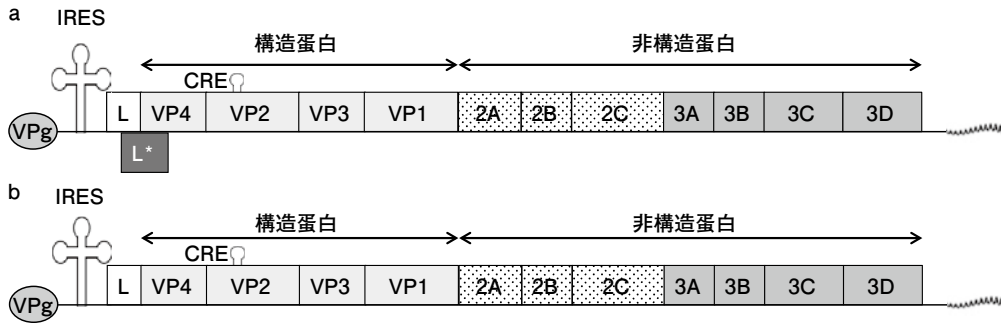 a
IRES
構造蛋白
非構造蛋白
CRE
VPg
L VP4 VP2 VP3 VP1 2A 2B 2C 3A 3B 3C 3D
L*
b
IRES
構造蛋白
非構造蛋白
CRE
VPg
L VP4 VP2 VP3 VP1 2A 2B 2C 3A 3B 3C 3D